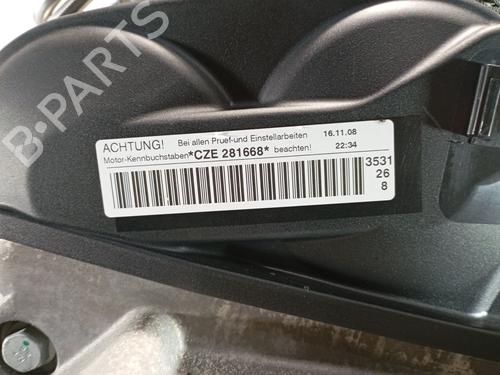 B-PARTS
ACHTUNG! Bei allen Pruef-und Einstellarbeiten 16.11.08
Motor-Kennbuchstaben *CZE 281668* beachten! 22:34
3531
26
8